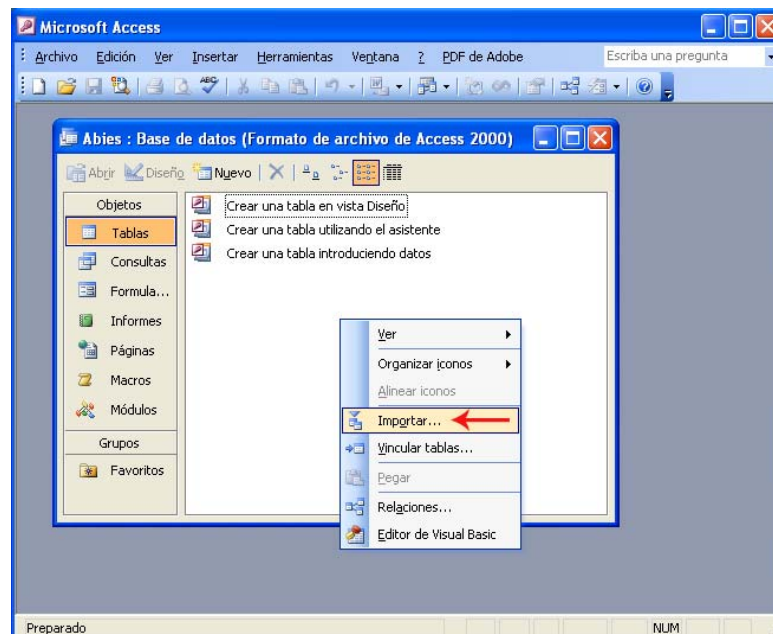 Microsoft Access
Archivo Edición Ver Insertar Herramientas Ventana ? PDF de Adobe Escriba una pregunta
Abies : Base de datos (Formato de archivo de Access 2000)
Abrir Diseño Nuevo
Objetos
Tablas
Consultas
Formula...
Informes
Páginas
Macros
Módulos
Grupos
Favoritos
Crear una tabla en vista Diseño
Crear una tabla utilizando el asistente
Crear una tabla introduciendo datos
Ver
Organizar iconos
Alinear iconos
Importar...
Vincular tablas...
Pegar
Relaciones...
Editor de Visual Basic
Preparado NUM